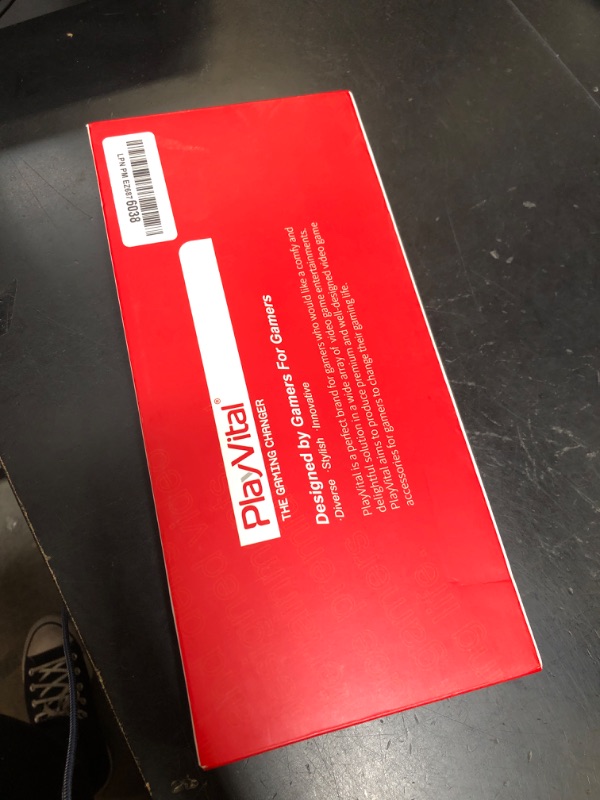 LPN PM EZ6876038
PlayVital®
THE GAMING CHANGER
Designed by Gamers For Gamers
·Diverse ·Stylish ·Innovative
PlayVital is a perfect brand for gamers who would like a comfy and
delightful solution in a wide array of video game entertainments.
PlayVital aims to produce premium and well-designed video game
accessories for gamers to change their gaming life.